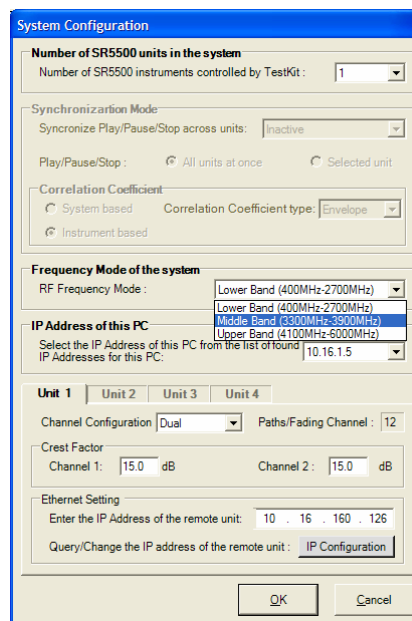 System Configuration
Number of SR5500 units in the system
Number of SR5500 instruments controlled by TestKit : 1
Synchronizartion Mode
Syncronize Play/Pause/Stop across units: Inactive
Play/Pause/Stop : All units at once Selected unit
Correlation Coefficient
System based Correlation Coefficient type: Envelope
Instrument based
Frequency Mode of the system
RF Frequency Mode : Lower Band (400MHz-2700MHz)
Lower Band (400MHz-2700MHz)
Middle Band (3300MHz-3900MHz)
Upper Band (4100MHz-6000MHz)
IP Address of this PC
Select the IP Address of this PC from the list of found
IP Addresses for this PC: 10.16.1.5
Unit 1 Unit 2 Unit 3 Unit 4
Channel Configuration Dual Paths/Fading Channel : 12
Crest Factor
Channel 1: 15.0 dB Channel 2 : 15.0 dB
Ethernet Setting
Enter the IP Address of the remote unit: 10 . 16 . 160 . 126
Query/Change the IP address of the remote unit : IP Configuration
OK Cancel